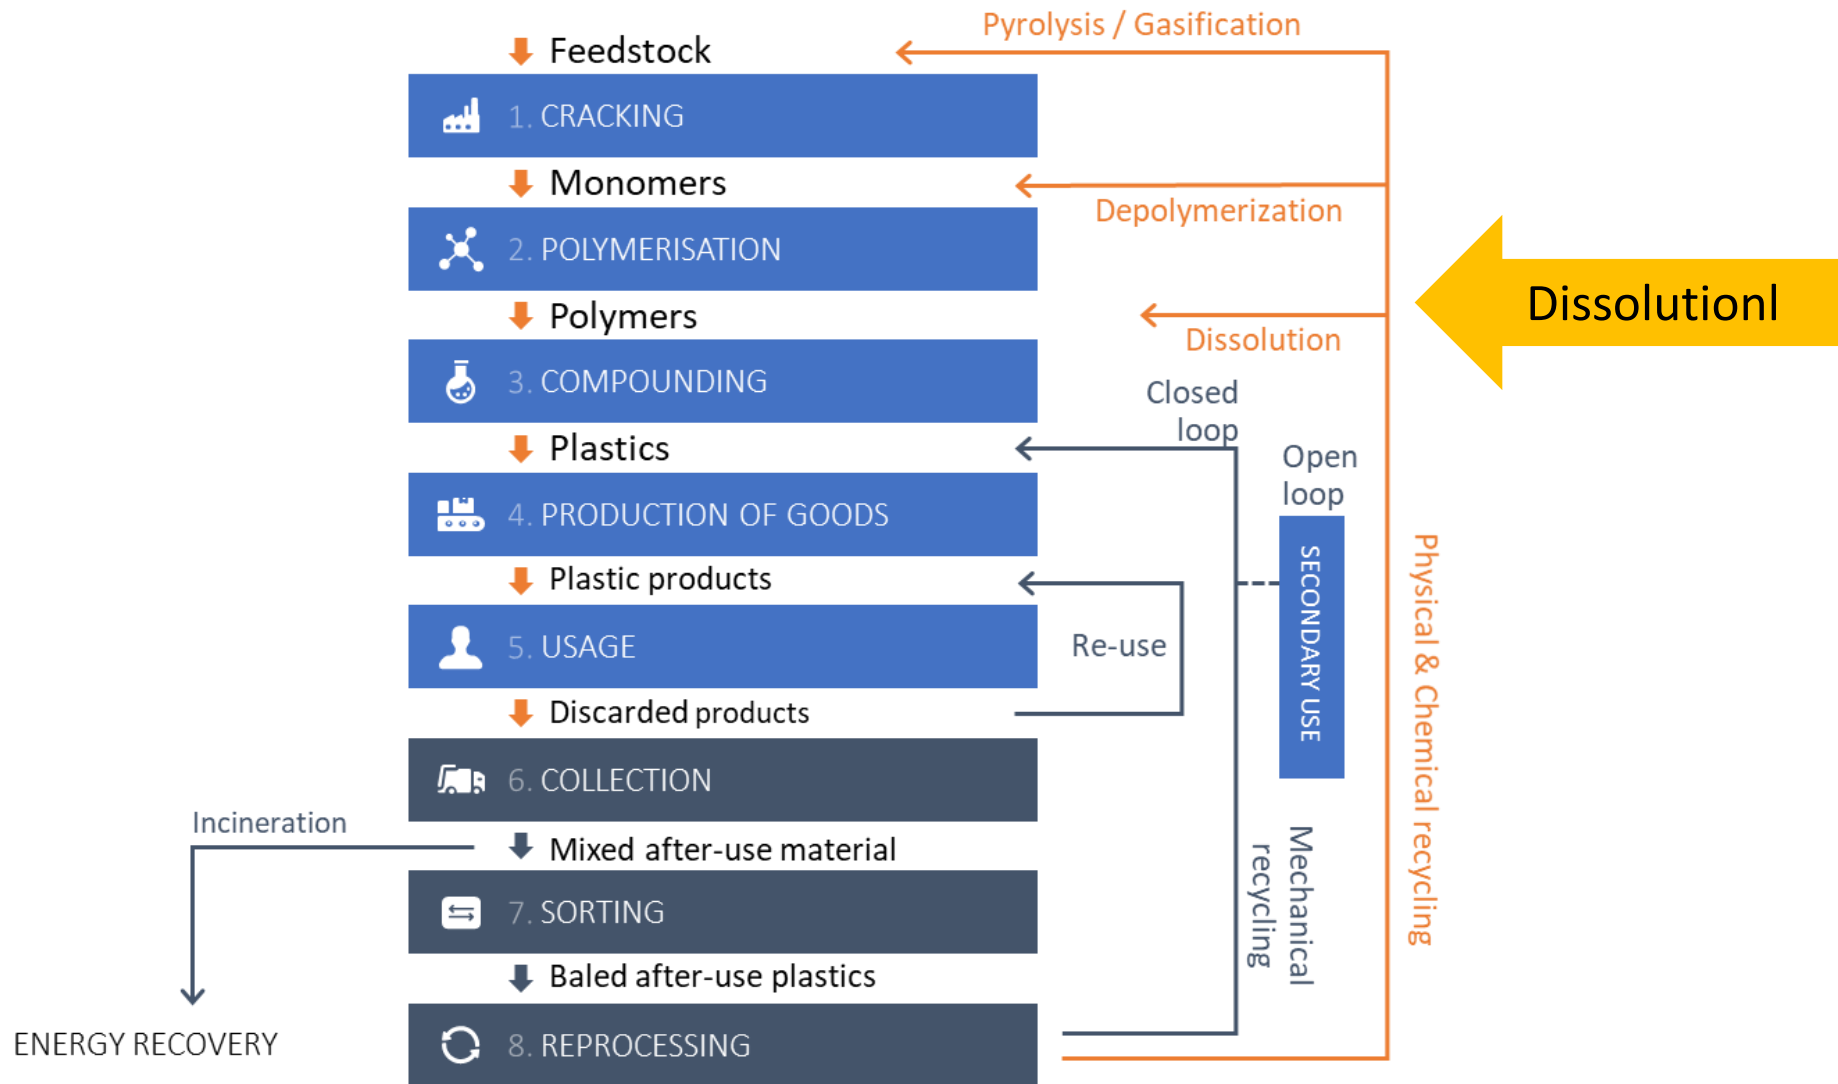 Pyrolysis / Gasification
Feedstock
1. CRACKING
Monomers
Depolymerization
2. POLYMERISATION
Dissolutionl
Polymers
Dissolution
3. COMPOUNDING
Closed
loop
Plastics
Open
loop
4. PRODUCTION OF GOODS
Plastic products
SECONDARY USE
5. USAGE
Re-use
Physical & Chemical recycling
Discarded products
6. COLLECTION
Incineration
Mixed after-use material
Mechanical
recycling
7. SORTING
Baled after-use plastics
ENERGY RECOVERY
8. REPROCESSING